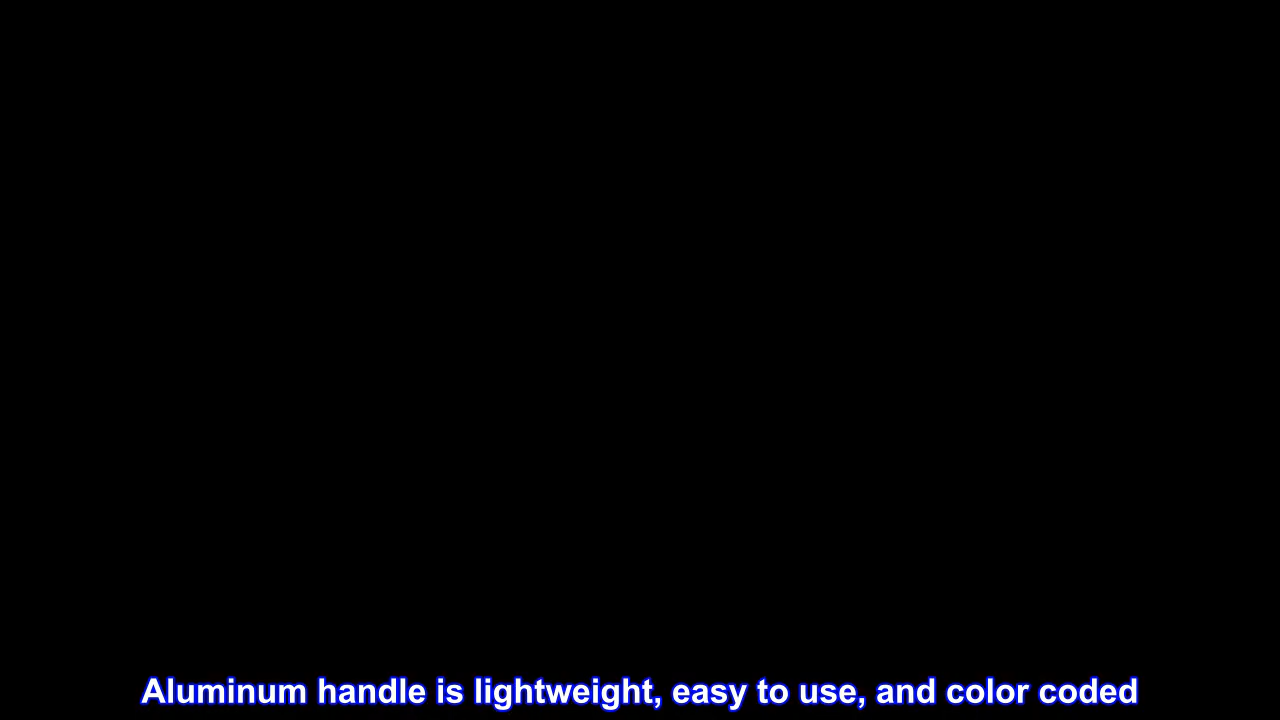 Aluminum handle is lightweight, easy to use, and color coded